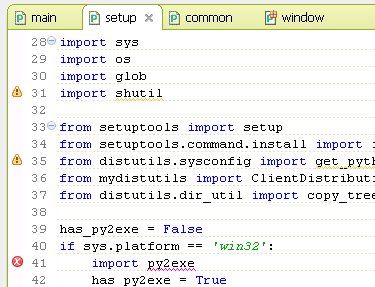 main setup common window
28 import sys
29 import os
30 import glob
31 import shutil
32
33 from setuptools import setup
34 from setuptools.command.install import
35 from distutils.sysconfig import get_pyth
36 from mydistutils import ClientDistributi
37 from distutils.dir_util import copy_tree
38
39 has_py2exe = False
40 if sys.platform == 'win32':
41 import py2exe
42 has py2exe = True